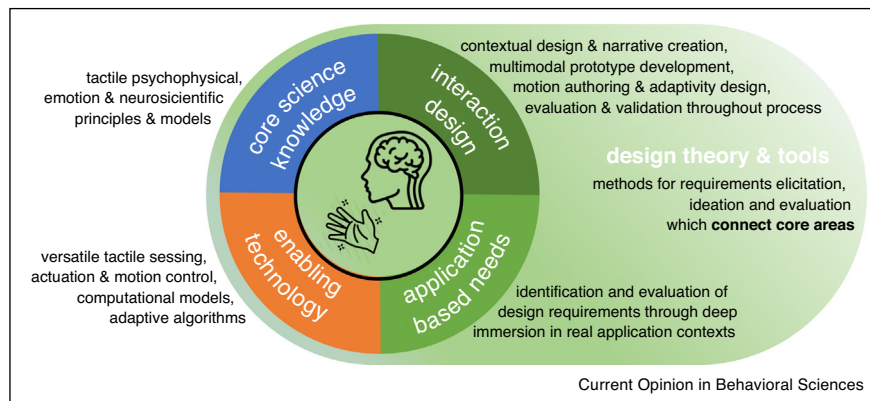 tactile psychophysical,
emotion & neurosicientific
principles & models
core science
knowledge
interaction
design
contextual design & narrative creation,
multimodal prototype development,
motion authoring & adaptivity design,
evaluation & validation throughout process
design theory & tools
methods for requirements elicitation,
ideation and evaluation
which connect core areas
versatile tactile sessing,
actuation & motion control,
computational models,
adaptive algorithms
enabling
technology
application
based needs
identification and evaluation of
design requirements through deep
immersion in real application contexts
Current Opinion in Behavioral Sciences